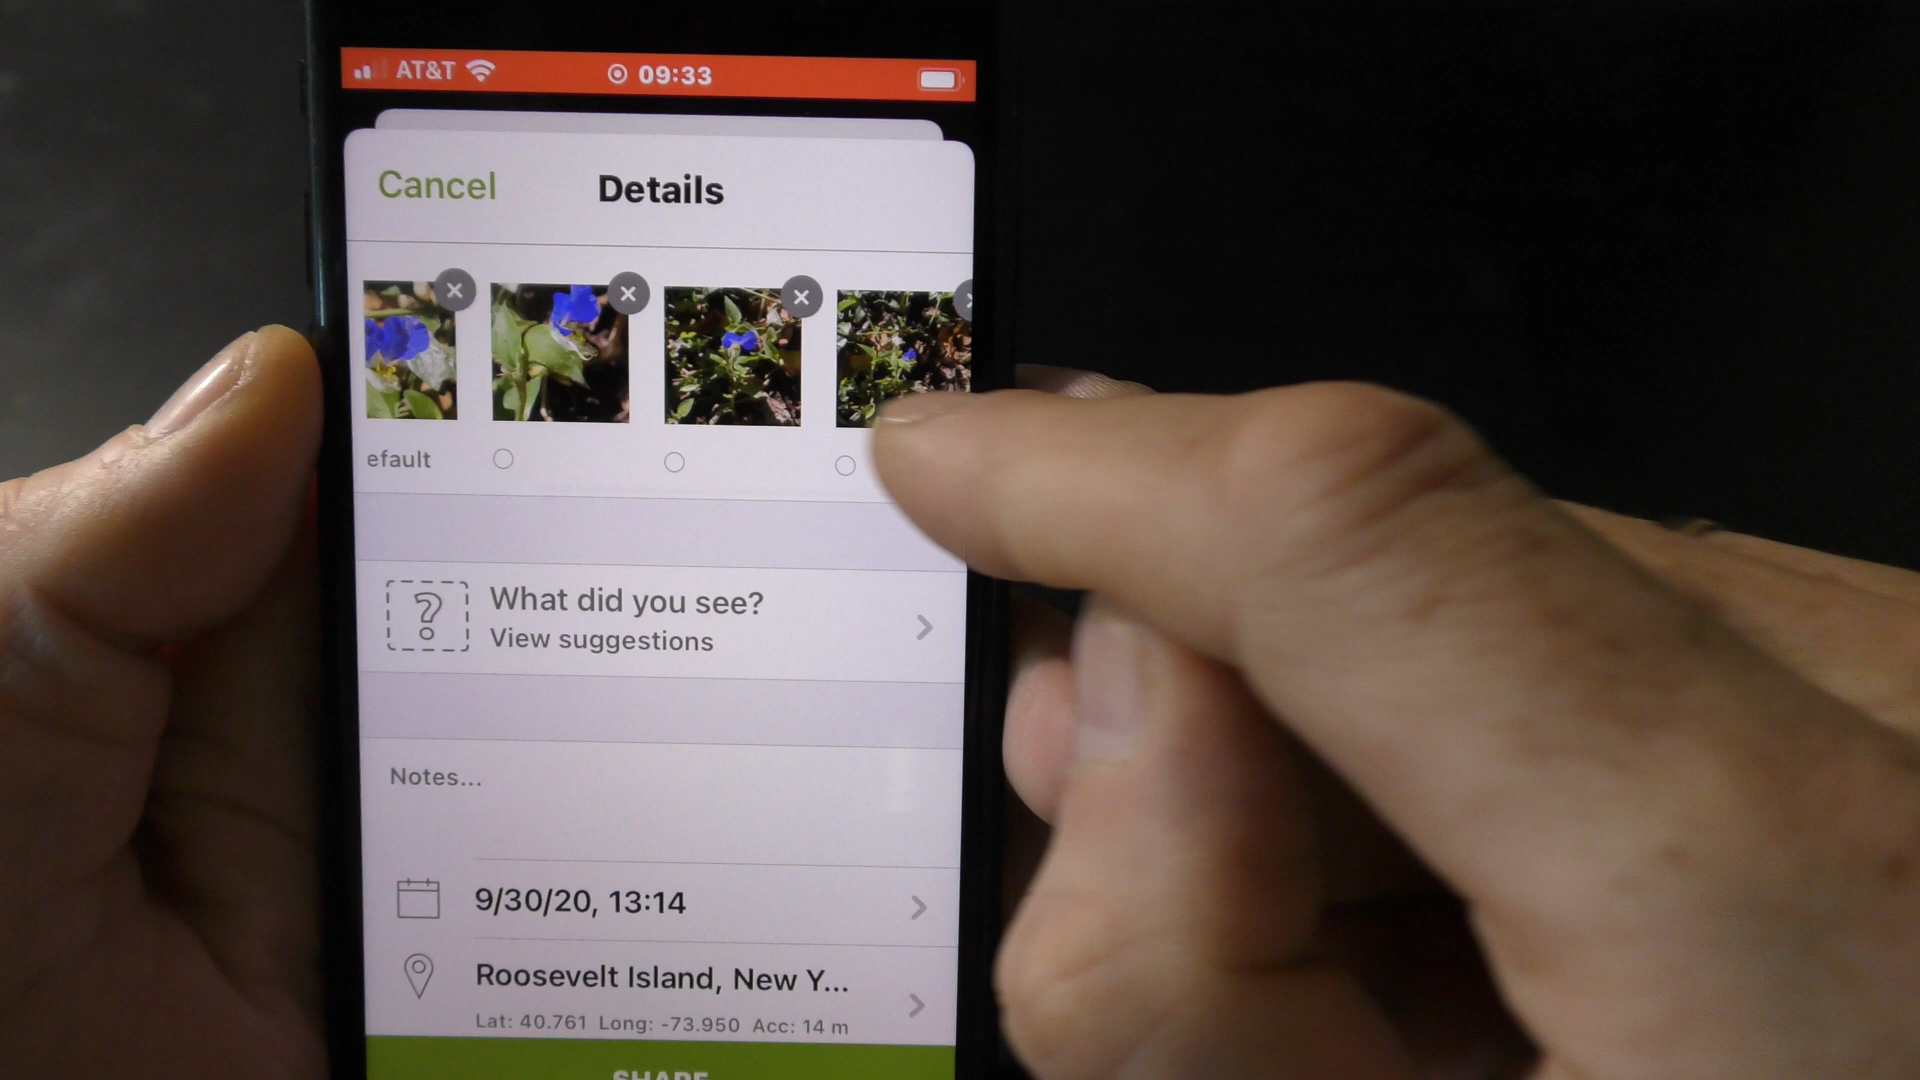 AT&T 09:33
Cancel Details
efault
?
What did you see?
View suggestions
Notes...
9/30/20, 13:14
Roosevelt Island, New Y...
Lat: 40.761 Long: -73.950 Acc: 14 m
SHARE